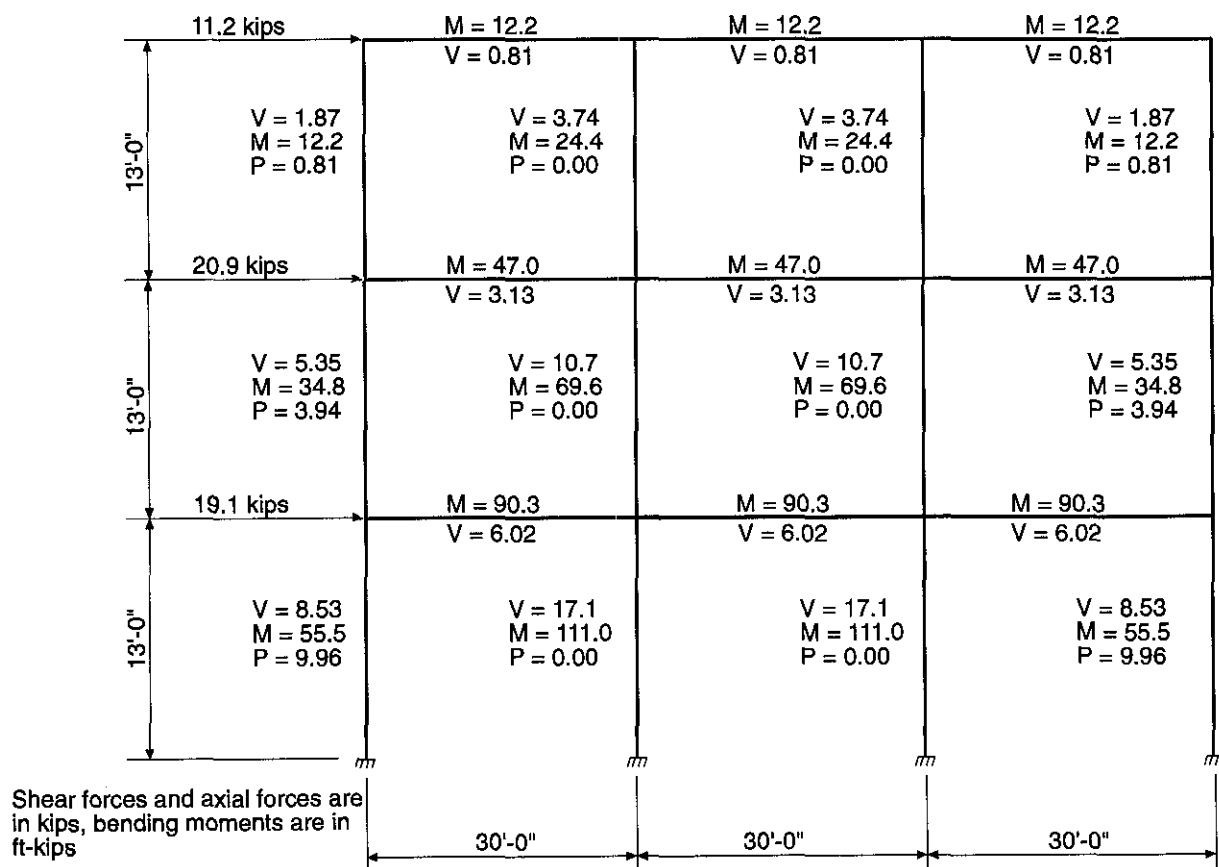 11.2 kips M = 12.2 M = 12.2 M = 12.2
V = 0.81 V = 0.81 V = 0.81
V = 1.87 V = 3.74 V = 3.74 V = 1.87
M = 12.2 M = 24.4 M = 24.4 M = 12.2
P = 0.81 P = 0.00 P = 0.00 P = 0.81
13'-0"
20.9 kips M = 47.0 M = 47.0 M = 47.0
V = 3.13 V = 3.13 V = 3.13
V = 5.35 V = 10.7 V = 10.7 V = 5.35
M = 34.8 M = 69.6 M = 69.6 M = 34.8
P = 3.94 P = 0.00 P = 0.00 P = 3.94
13'-0"
19.1 kips M = 90.3 M = 90.3 M = 90.3
V = 6.02 V = 6.02 V = 6.02
V = 8.53 V = 17.1 V = 17.1 V = 8.53
M = 55.5 M = 111.0 M = 111.0 M = 55.5
P = 9.96 P = 0.00 P = 0.00 P = 9.96
13'-0"
Shear forces and axial forces are
in kips, bending moments are in
ft-kips
30'-0" 30'-0" 30'-0"